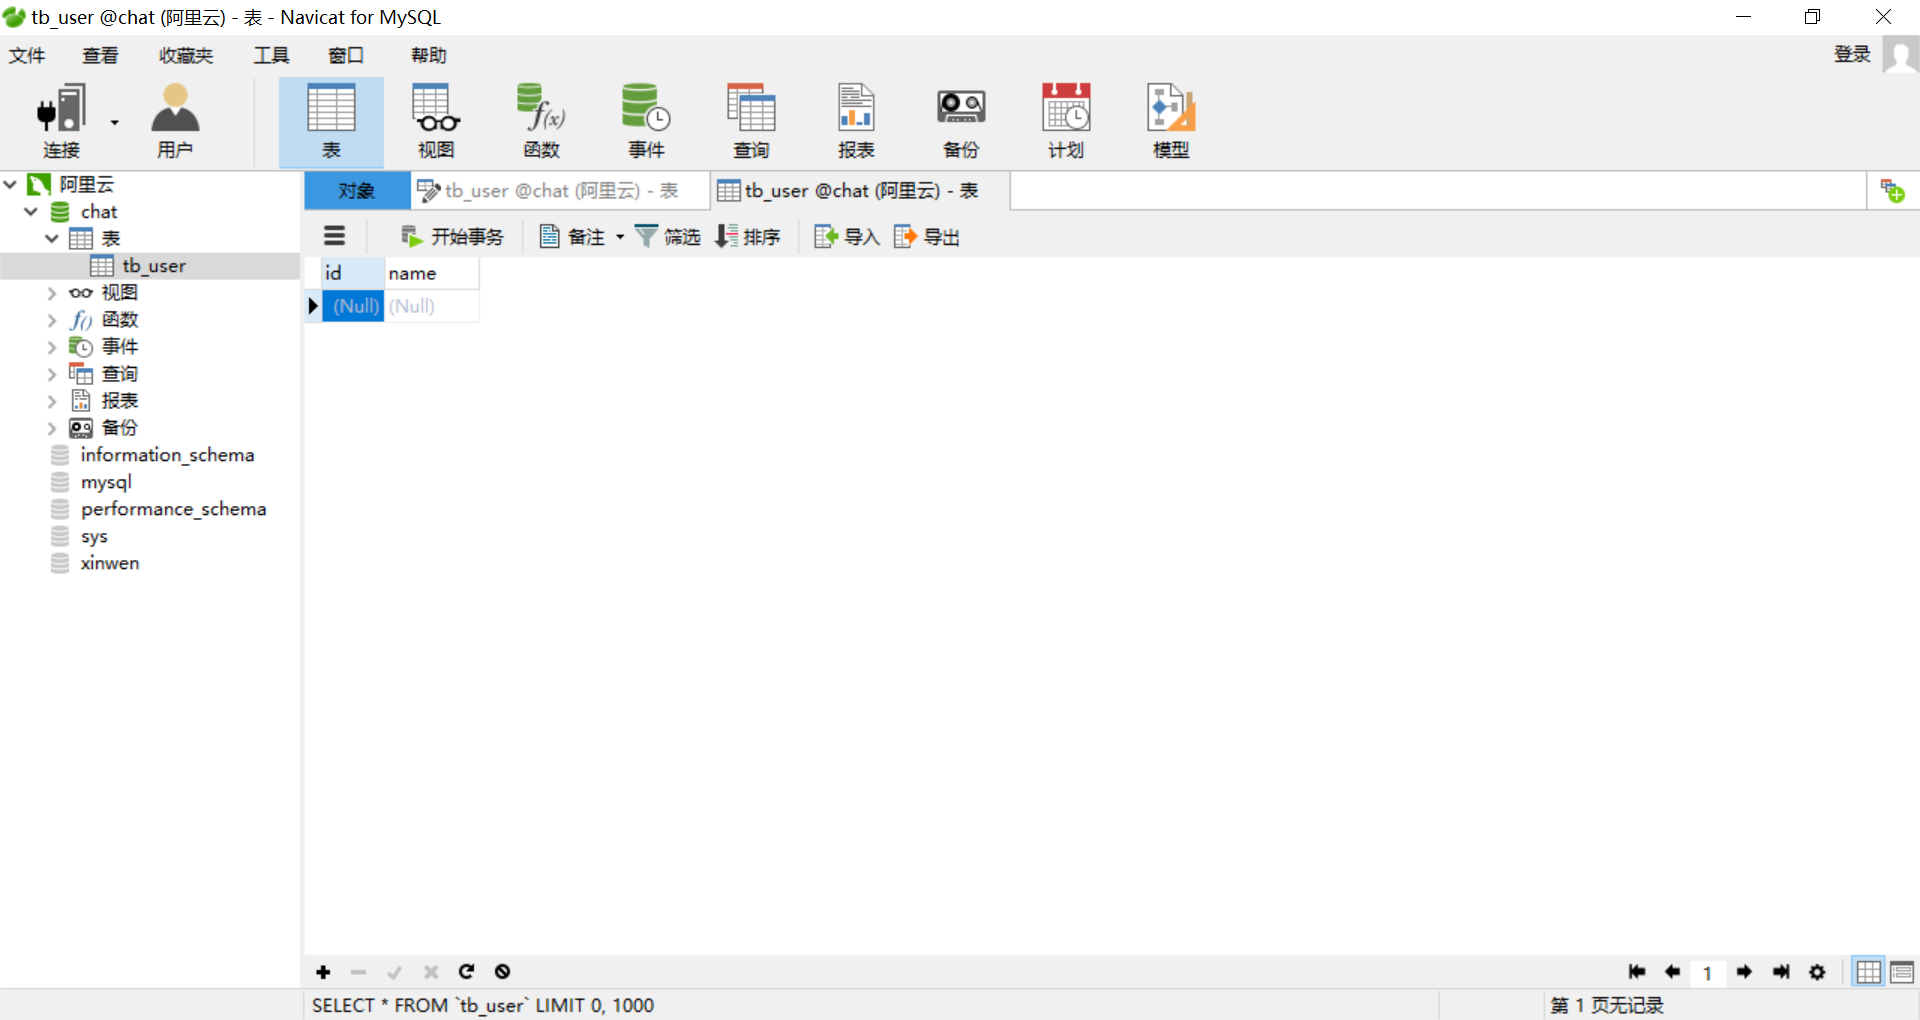 tb_user @chat (阿里云) - 表 - Navicat for MySQL
文件 查看 收藏夹 工具 窗口 帮助 登录
连接 用户 表 视图 函数 事件 查询 报表 备份 计划 模型
阿里云
chat
表
tb_user
视图
函数
事件
查询
报表
备份
information_schema
mysql
performance_schema
sys
xinwen
对象 tb_user @chat (阿里云) - 表 tb_user @chat (阿里云) - 表
开始事务 备注 筛选 排序 导入 导出
id name
(Null) (Null)
1
SELECT * FROM `tb_user` LIMIT 0, 1000 第 1 页无记录